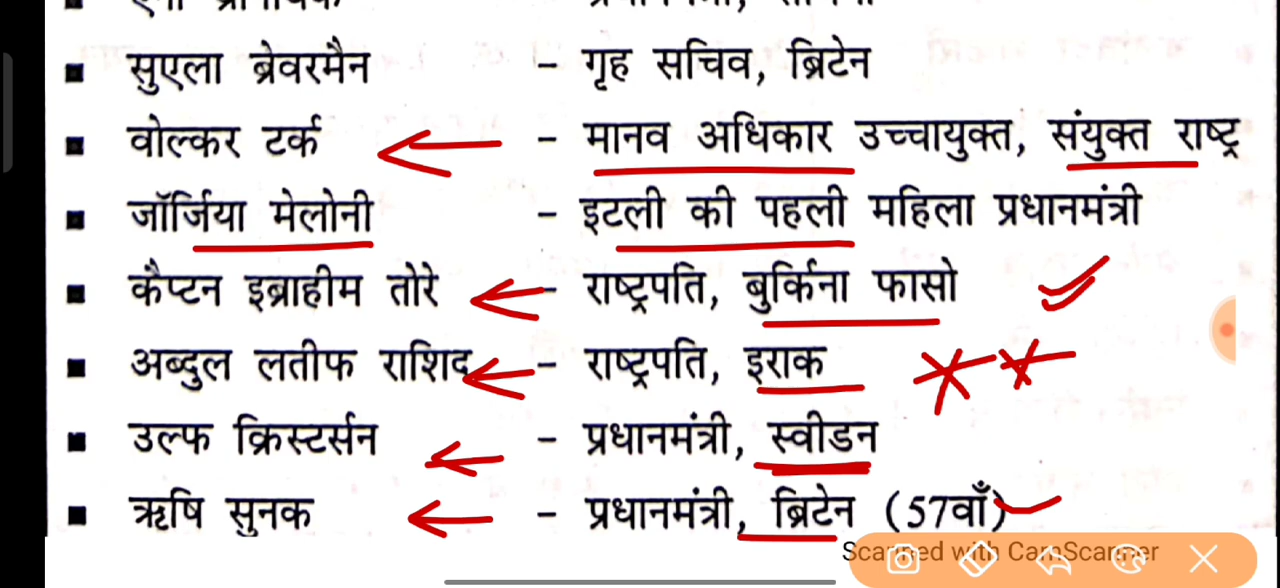 सुएला ब्रेवरमैन – गृह सचिव, ब्रिटेन
वोल्कर टर्क – मानव अधिकार उच्चायुक्त, संयुक्त राष्ट्र
जॉर्जिया मेलोनी – इटली की पहली महिला प्रधानमंत्री
कैप्टन इब्राहीम तोरे – राष्ट्रपति, बुर्किना फासो
अब्दुल लतीफ राशिद – राष्ट्रपति, इराक
उल्फ क्रिस्टर्सन – प्रधानमंत्री, स्वीडन
ऋषि सुनक – प्रधानमंत्री, ब्रिटेन (57वाँ)
Scanned with CamScanner